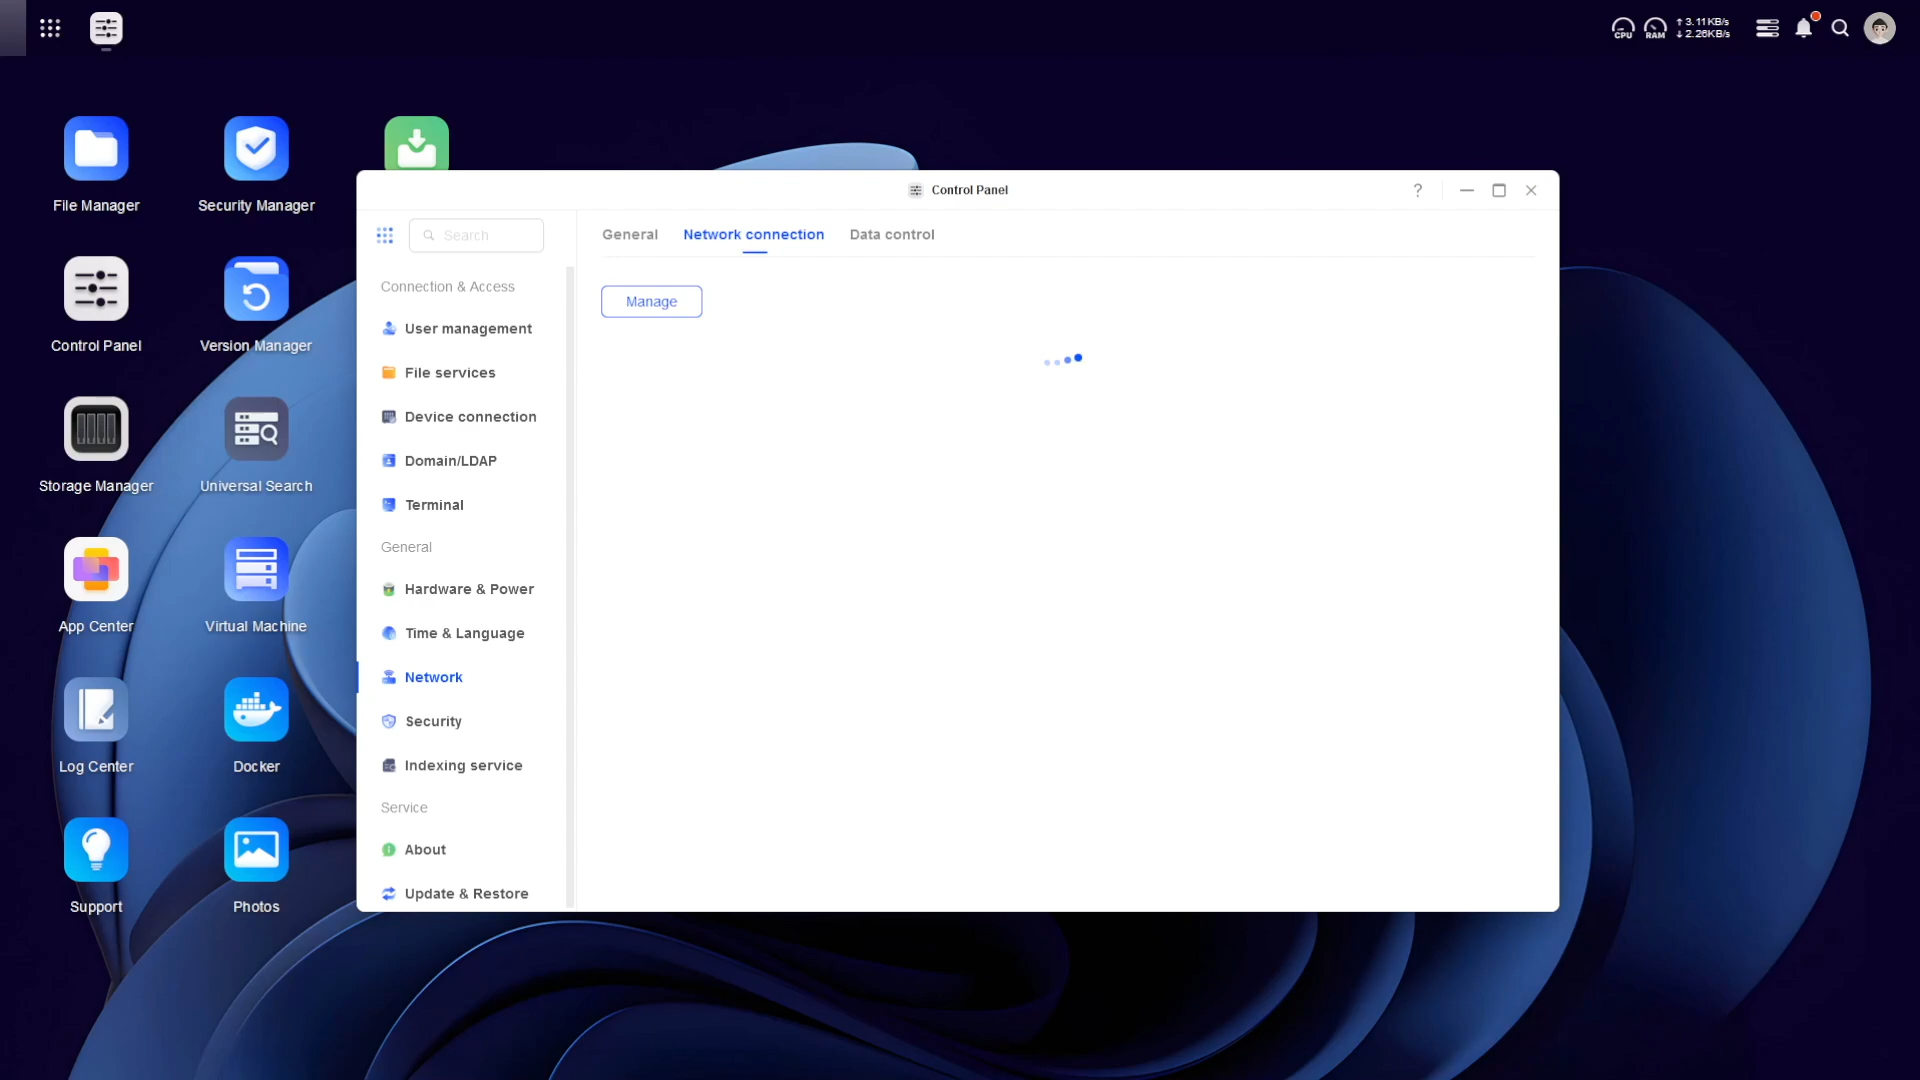 CPU
RAM
↑ 3.11KB/s
↓ 2.26KB/s
File Manager
Security Manager
Control Panel
Version Manager
Storage Manager
Universal Search
App Center
Virtual Machine
Log Center
Docker
Support
Photos
Control Panel
?
Search
General
Network connection
Data control
Manage
Connection & Access
User management
File services
Device connection
Domain/LDAP
Terminal
General
Hardware & Power
Time & Language
Network
Security
Indexing service
Service
About
Update & Restore